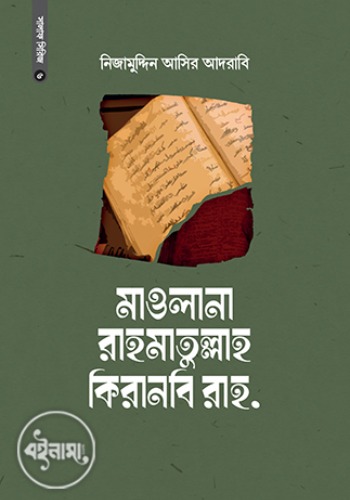 নিজামুদ্দিন আসির আদরাবি
মাওলানা
রাহমাতুল্লাহ
কিরানবি রাহ.
বইনামা